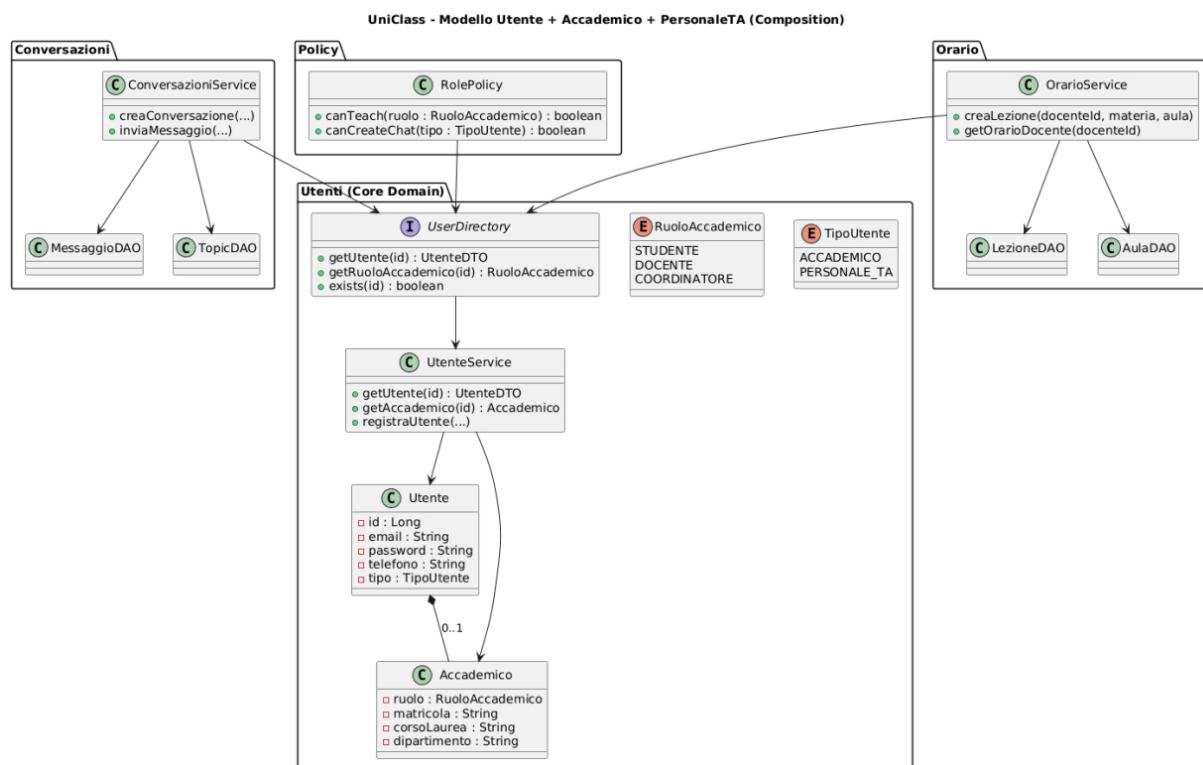 UniClass - Modello Utente + Accademico + PersonaleTA (Composition)
Conversazioni
C ConversazioniService
creaConversazione(...)
inviaMessaggio(...)
C MessaggioDAO
C TopicDAO
Policy
C RolePolicy
canTeach(ruolo : RuoloAccademico) : boolean
canCreateChat(tipo : TipoUtente) : boolean
Orario
C OrarioService
creaLezione(docenteId, materia, aula)
getOrarioDocente(docenteId)
C LezioneDAO
C AulaDAO
Utenti (Core Domain)
I UserDirectory
getUtente(id) : UtenteDTO
getRuoloAccademico(id) : RuoloAccademico
exists(id) : boolean
E RuoloAccademico
STUDENTE
DOCENTE
COORDINATORE
E TipoUtente
ACCADEMICO
PERSONALE_TA
C UtenteService
getUtente(id) : UtenteDTO
getAccademico(id) : Accademico
registraUtente(...)
C Utente
id : Long
email : String
password : String
telefono : String
tipo : TipoUtente
0..1
C Accademico
ruolo : RuoloAccademico
matricola : String
corsoLaurea : String
dipartimento : String